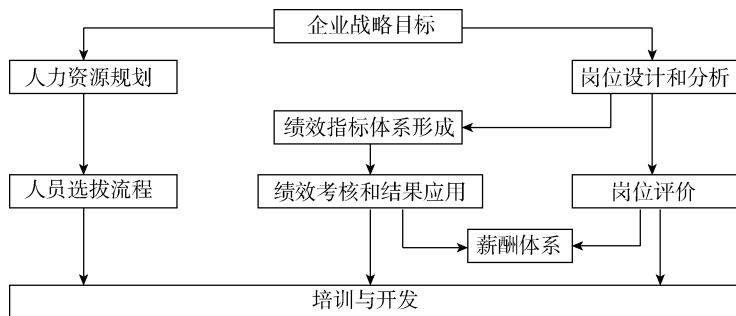 企业战略目标
人力资源规划
岗位设计和分析
绩效指标体系形成
人员选拔流程
绩效考核和结果应用
岗位评价
薪酬体系
培训与开发